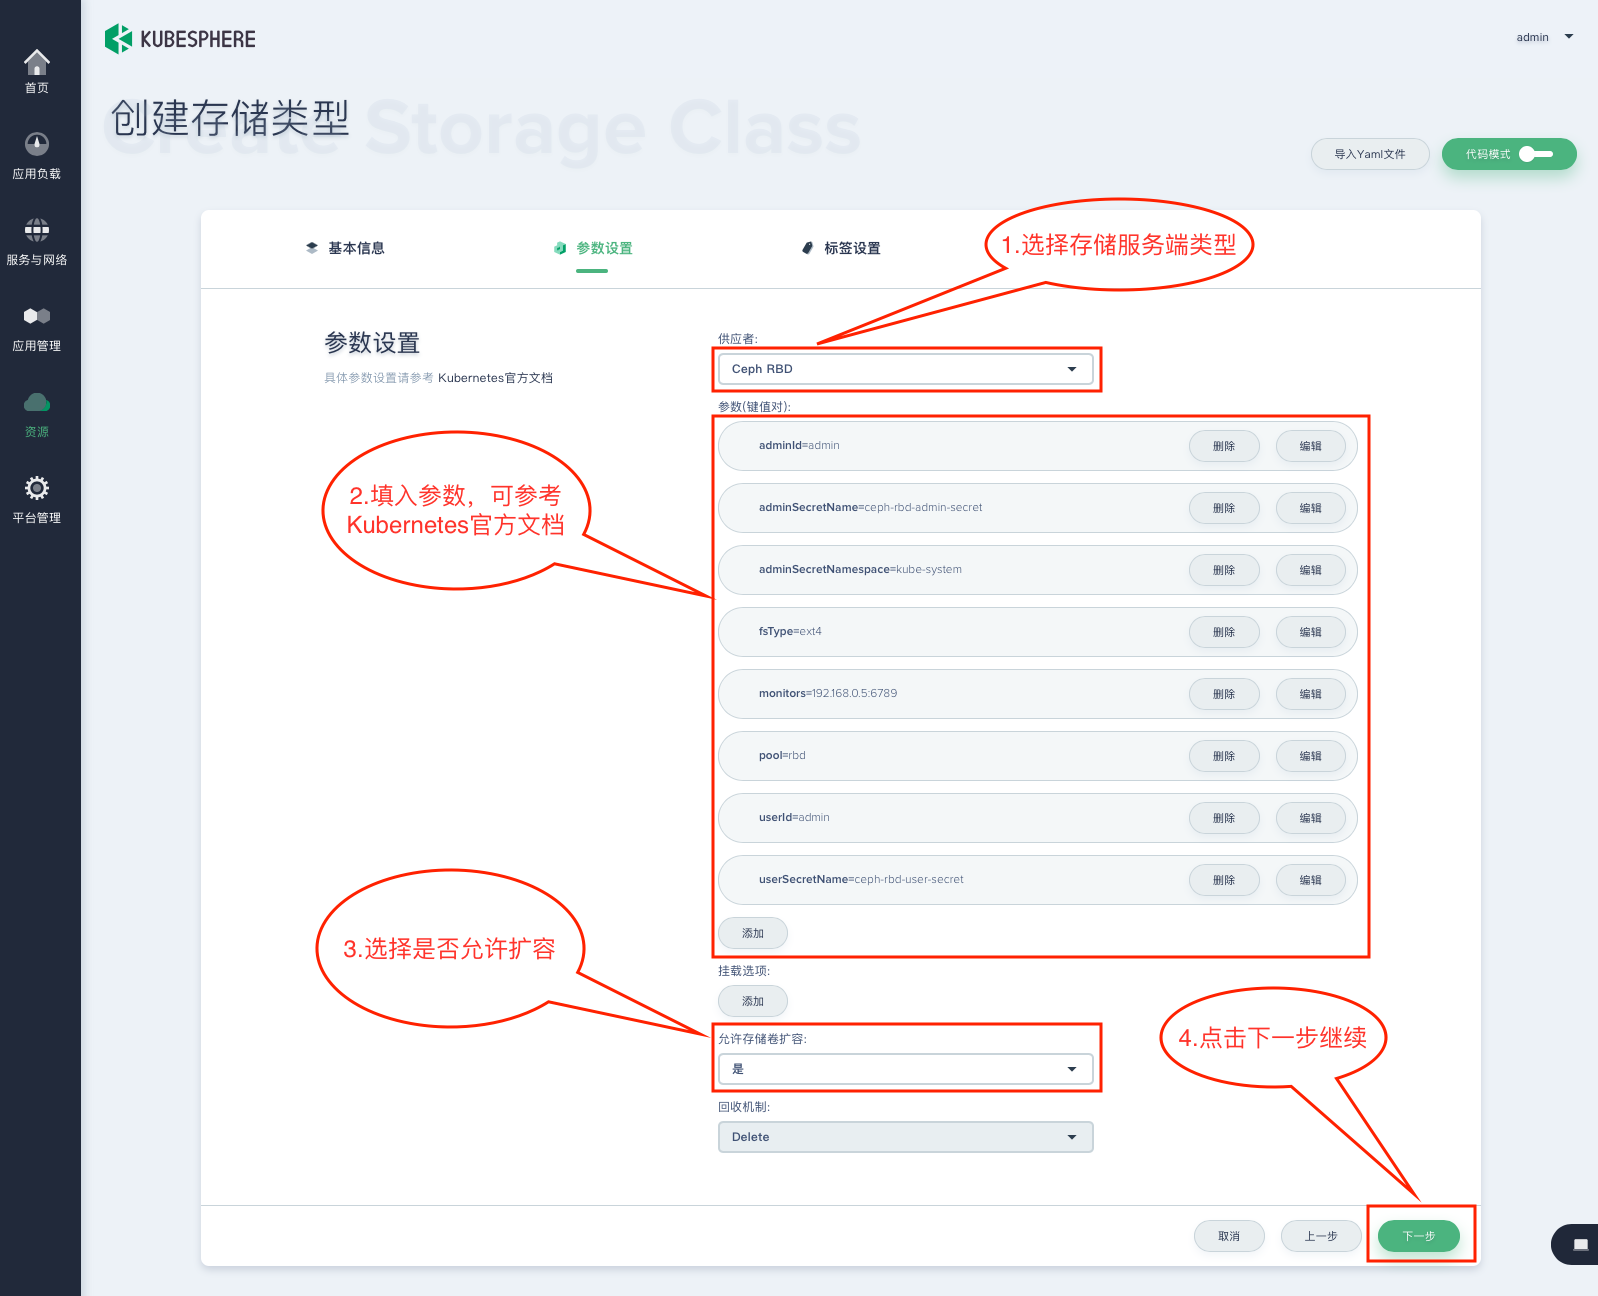 KUBESPHERE
admin
首页
应用负载
服务与网络
应用管理
资源
平台管理
创建存储类型
Create Storage Class
导入Yaml文件
代码模式
基本信息
参数设置
标签设置
1.选择存储服务端类型
参数设置
具体参数设置请参考 Kubernetes官方文档
供应者:
Ceph RBD
参数(键值对):
adminId=admin
删除
编辑
adminSecretName=ceph-rbd-admin-secret
删除
编辑
adminSecretNamespace=kube-system
删除
编辑
fsType=ext4
删除
编辑
monitors=192.168.0.5:6789
删除
编辑
pool=rbd
删除
编辑
userId=admin
删除
编辑
userSecretName=ceph-rbd-user-secret
删除
编辑
添加
2.填入参数，可参考
Kubernetes官方文档
挂载选项:
添加
3.选择是否允许扩容
允许存储卷扩容:
是
回收机制:
Delete
4.点击下一步继续
取消
上一步
下一步